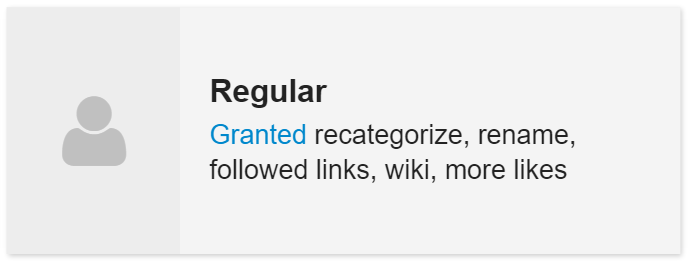 Regular
Granted recategorize, rename,
followed links, wiki, more likes